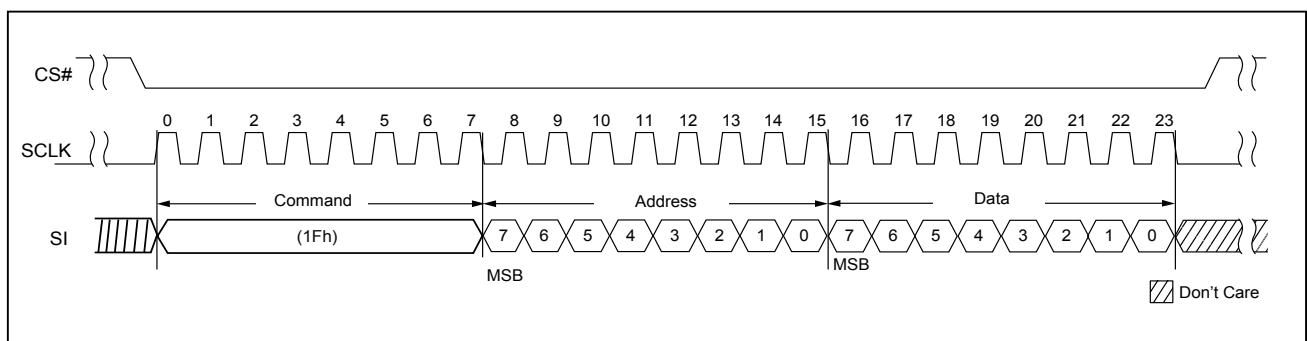 CS#
0 1 2 3 4 5 6 7 8 9 10 11 12 13 14 15 16 17 18 19 20 21 22 23
SCLK
Command Address Data
SI (1Fh) 7 6 5 4 3 2 1 0 7 6 5 4 3 2 1 0
MSB MSB
Don't Care